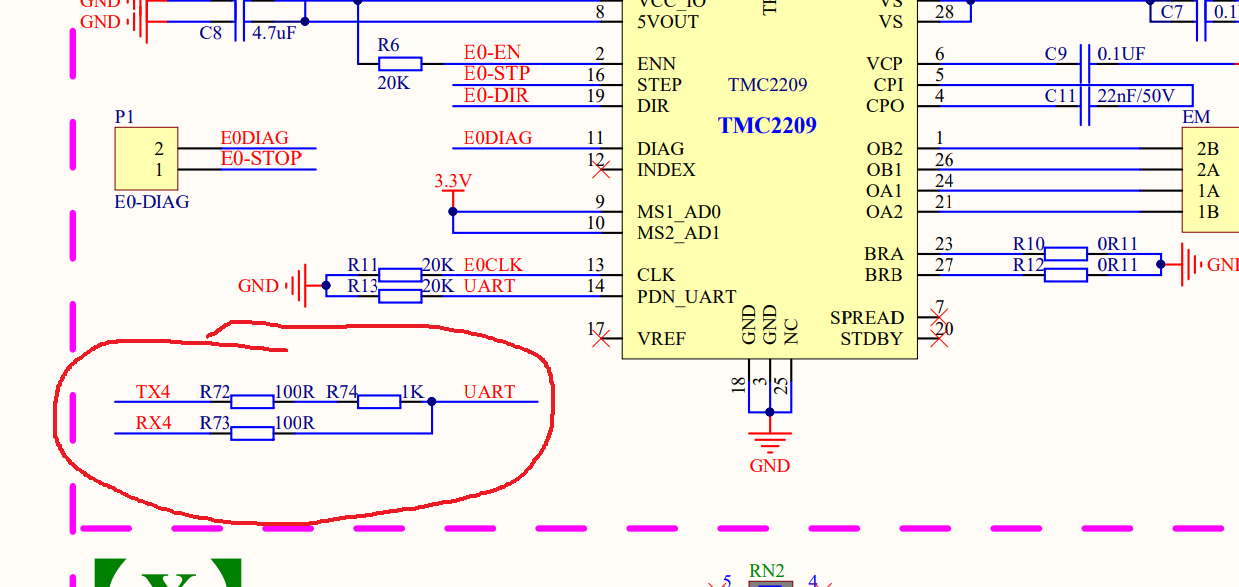 GND
VCC_IO
VS
GND
C8
4.7uF
8
5VOUT
VS
28
C7
R6
20K
E0-EN
2
ENN
E0-STP
16
STEP
E0-DIR
19
DIR
TMC2209
TMC2209
VCP
6
C9
0.1UF
CPI
5
CPO
4
C11
22nF/50V
P1
2
E0DIAG
1
E0-STOP
E0-DIAG
E0DIAG
11
DIAG
12
INDEX
EM
OB2
1
2B
OB1
26
2A
OA1
24
1A
OA2
21
1B
3.3V
9
MS1_AD0
10
MS2_AD1
BRA
23
R10
0R11
BRB
27
R12
0R11
GND
R11
20K
E0CLK
13
CLK
R13
20K
UART
14
PDN_UART
17
VREF
SPREAD
7
STDBY
20
GND
GND
NC
18
3
25
GND
TX4
R72
100R
R74
1K
UART
RX4
R73
100R
X
5
RN2
4